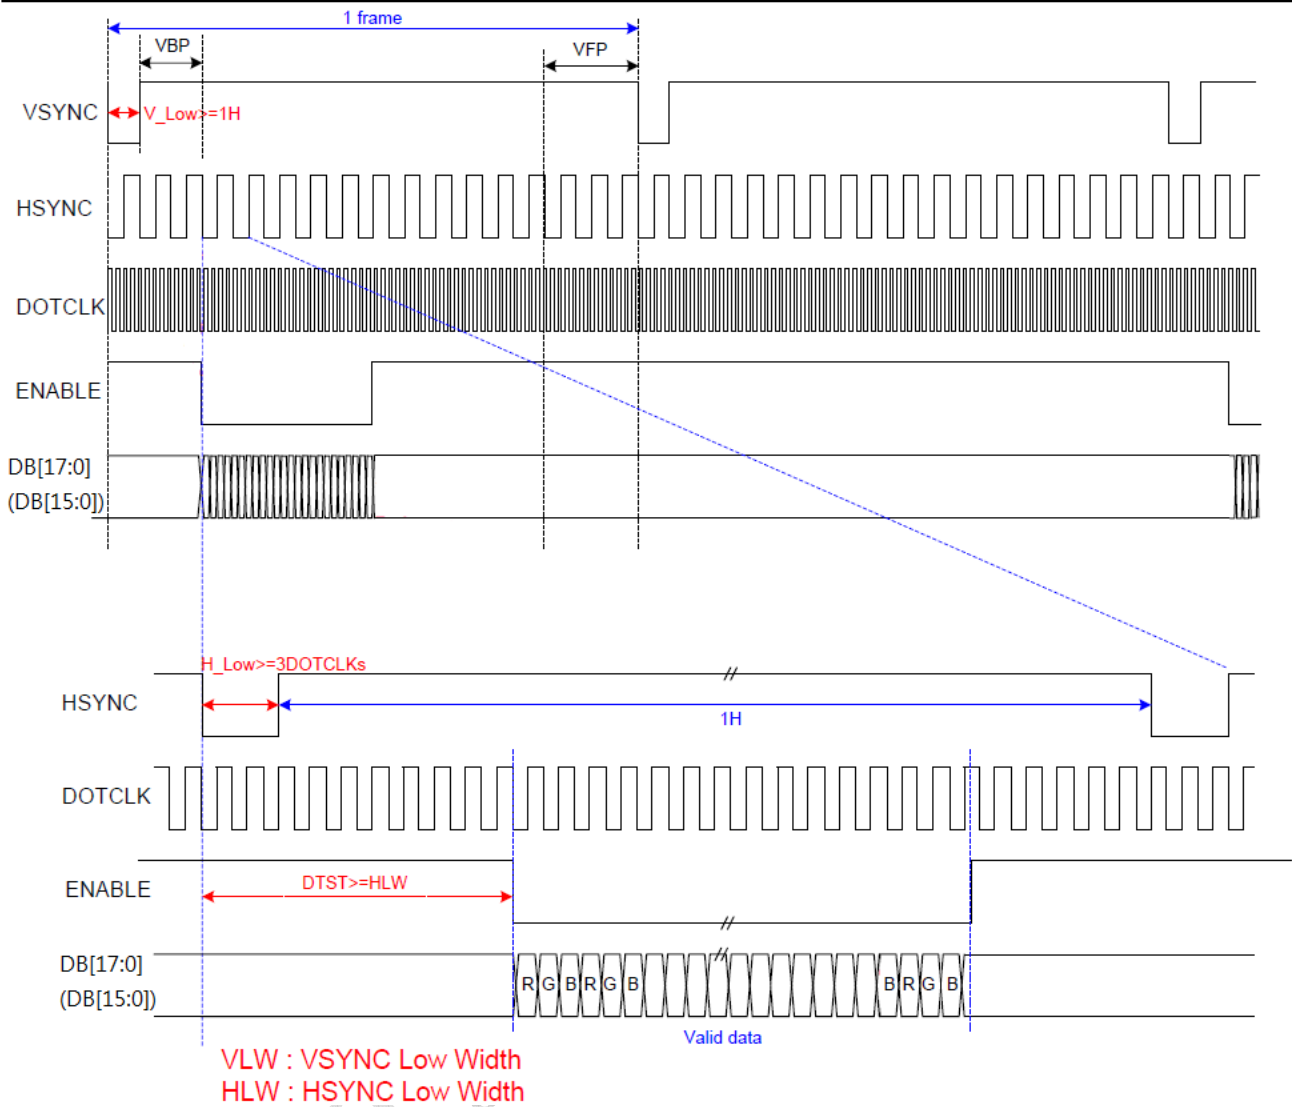 1 frame
VBP
VFP
VSYNC
V_Low>=1H
HSYNC
DOTCLK
ENABLE
DB[17:0]
(DB[15:0])
H_Low>=3DOTCLKs
HSYNC
1H
DOTCLK
ENABLE
DTST>=HLW
DB[17:0]
(DB[15:0])
R G B R G B B R G B
Valid data
VLW : VSYNC Low Width
HLW : HSYNC Low Width